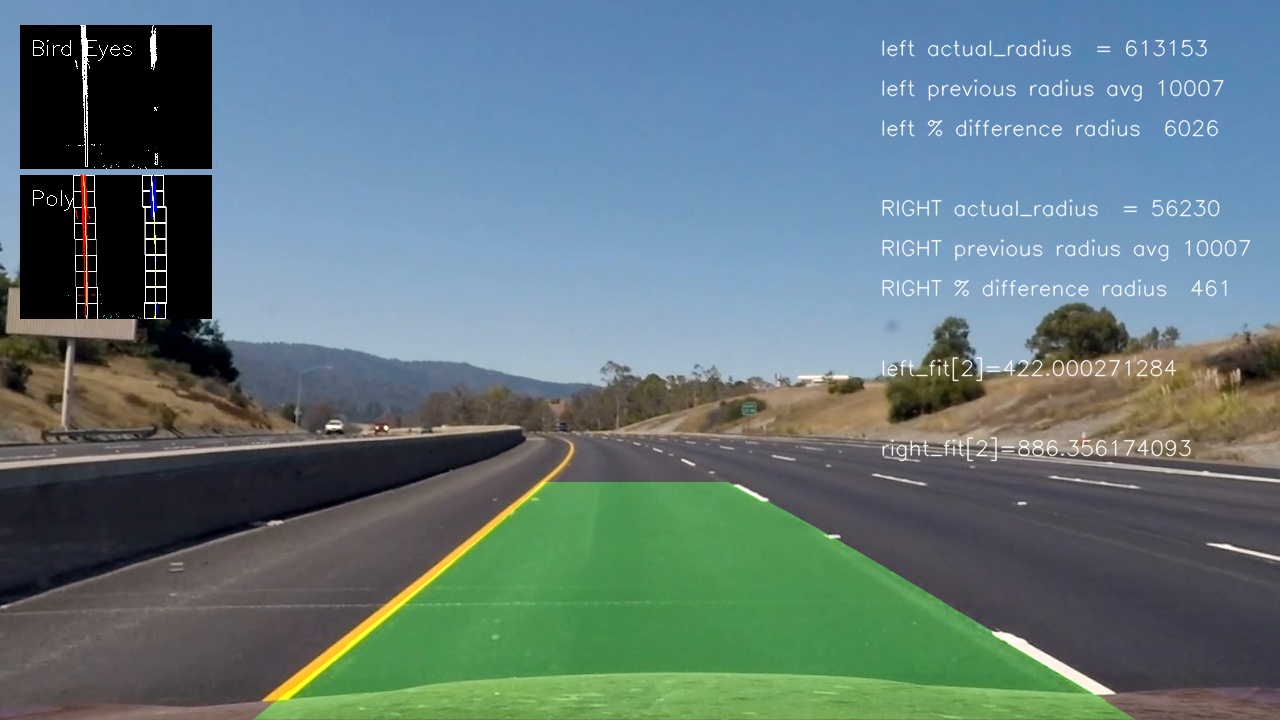 Bird Eyes
Poly
left actual_radius = 613153
left previous radius avg 10007
left % difference radius 6026
RIGHT actual_radius = 56230
RIGHT previous radius avg 10007
RIGHT % difference radius 461
left_fit[2]=422.000271284
right_fit[2]=886.356174093